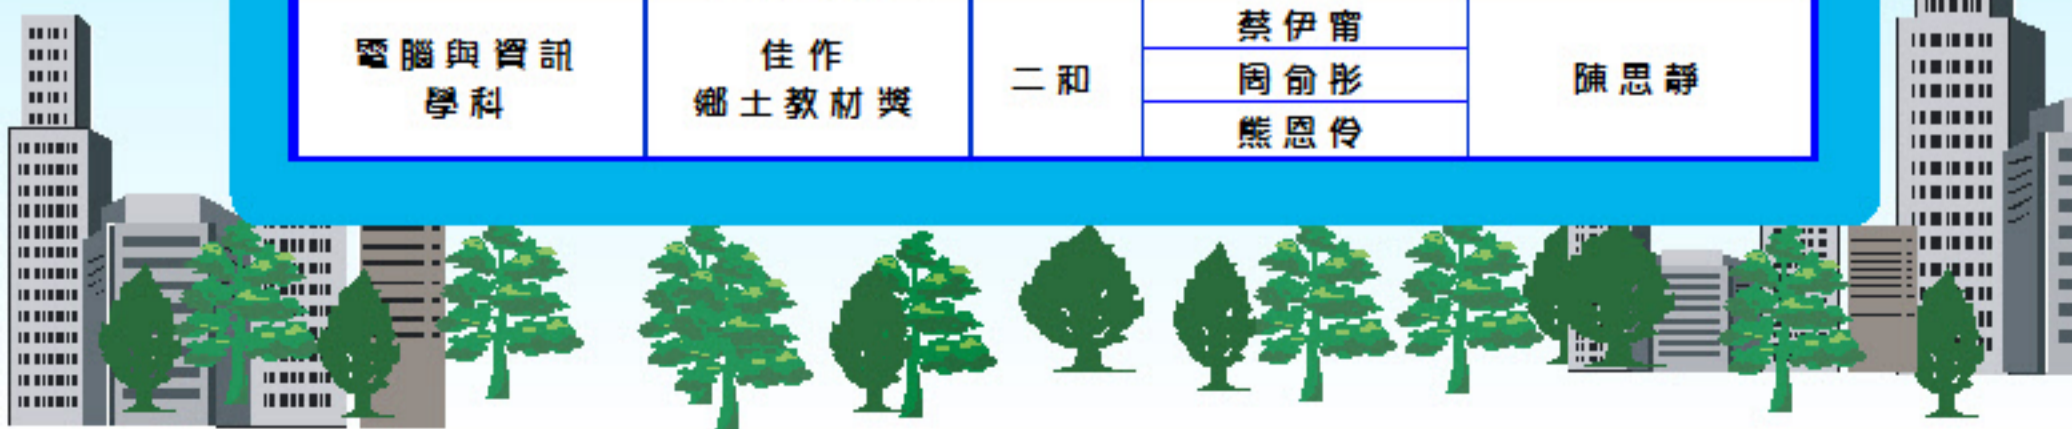 電腦與資訊
學科
佳作
鄉土教材獎
二和
蔡伊甯
周俞彤
熊恩伶
陳思靜